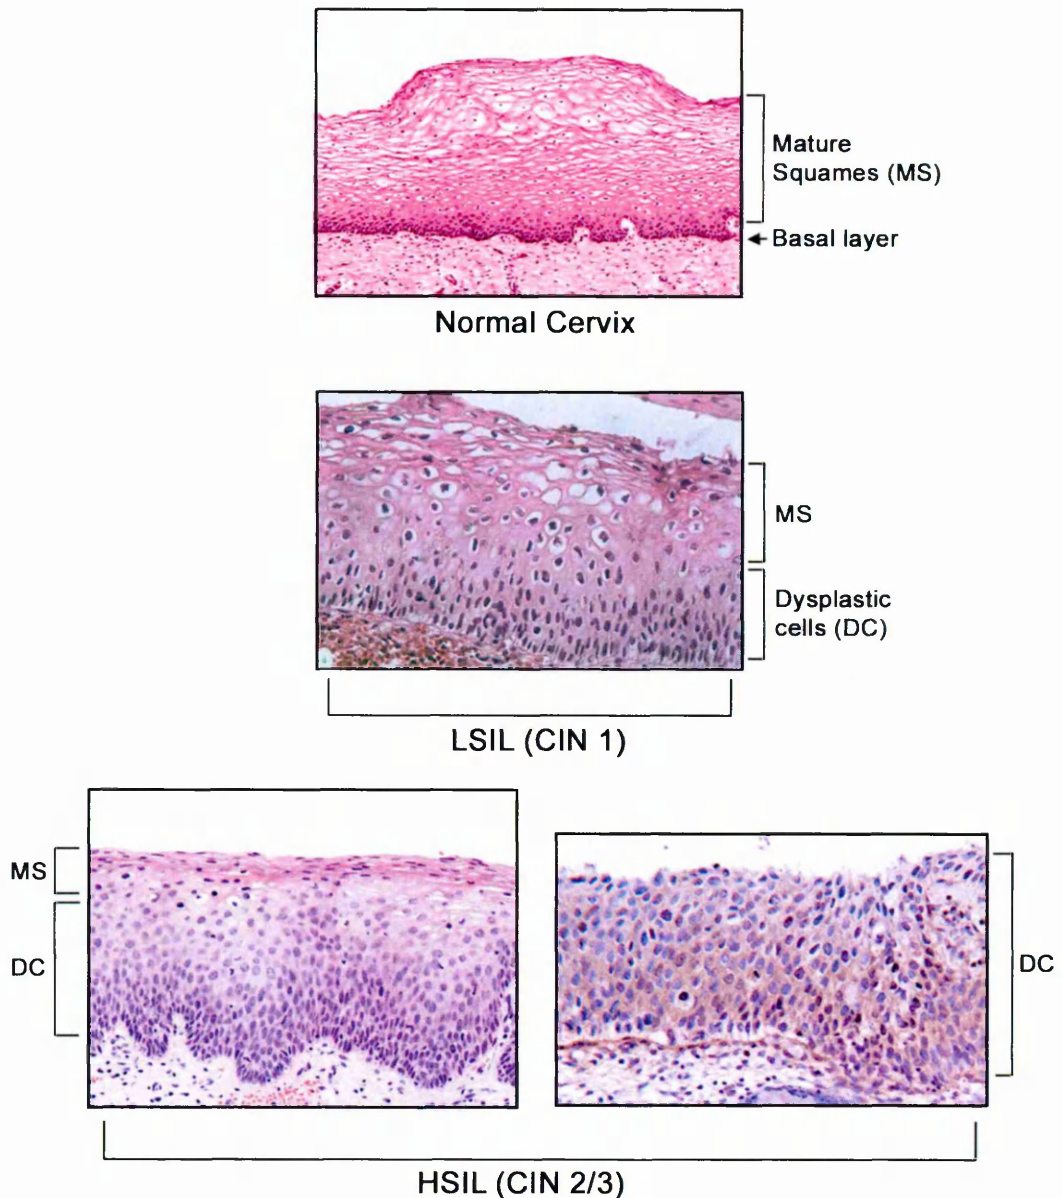 Mature
Squames (MS)
Basal layer
Normal Cervix
MS
Dysplastic
cells (DC)
LSIL (CIN 1)
MS
DC
DC
HSIL (CIN 2/3)